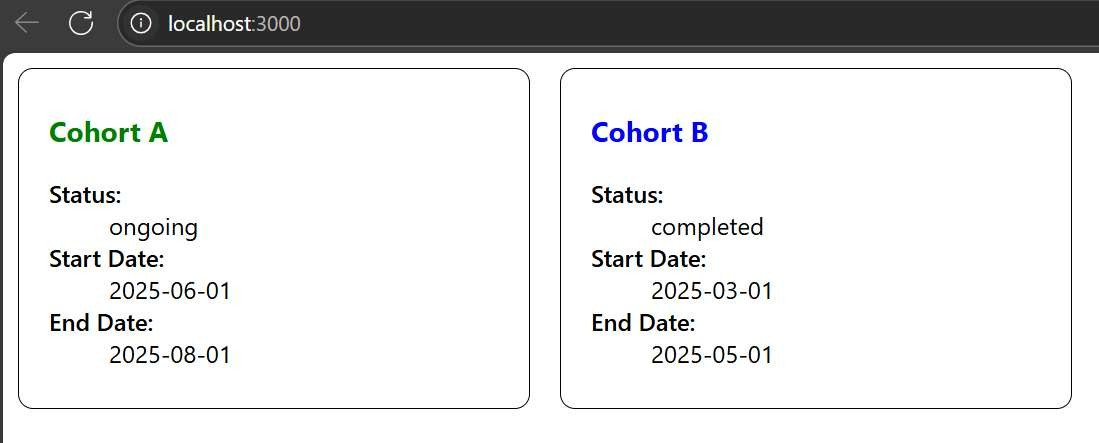 localhost:3000
Cohort A
Status:
ongoing
Start Date:
2025-06-01
End Date:
2025-08-01
Cohort B
Status:
completed
Start Date:
2025-03-01
End Date:
2025-05-01